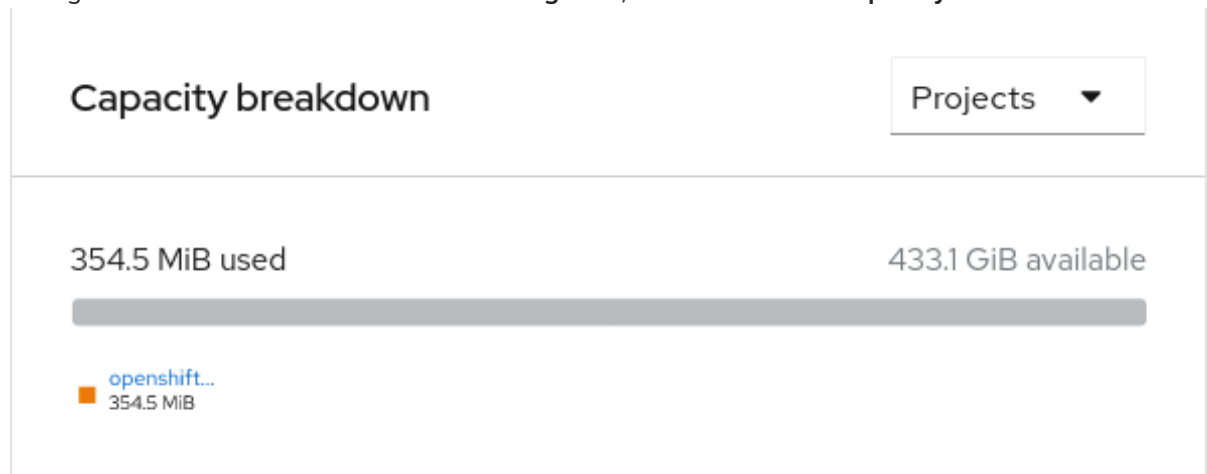 Capacity breakdown
Projects
354.5 MiB used
433.1 GiB available
openshift...
354.5 MiB